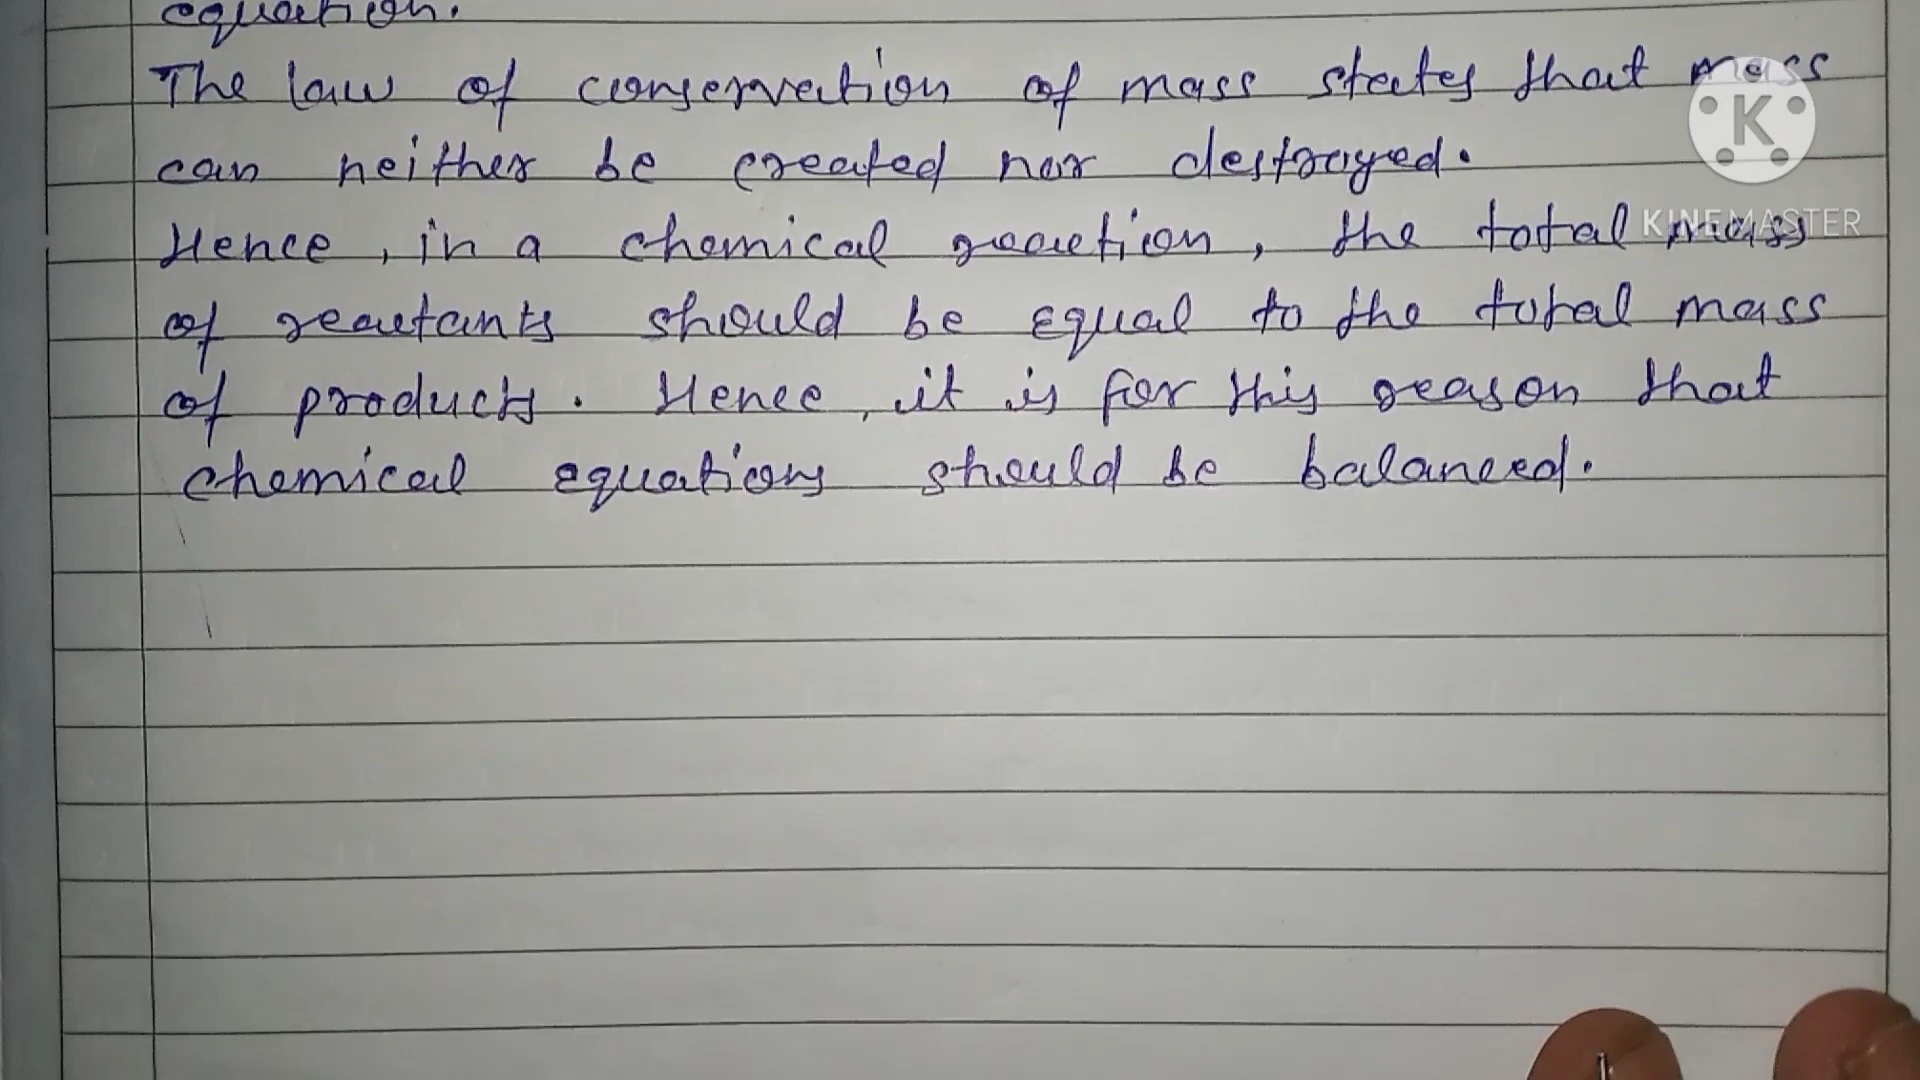 equation.
The law of conservation of mass states that mass
can neither be created nor destroyed.
Hence, in a chemical reaction, the total mass
of reactants should be equal to the total mass
of products. Hence, it is for this reason that
chemical equations should be balanced.
K
KINEMASTER